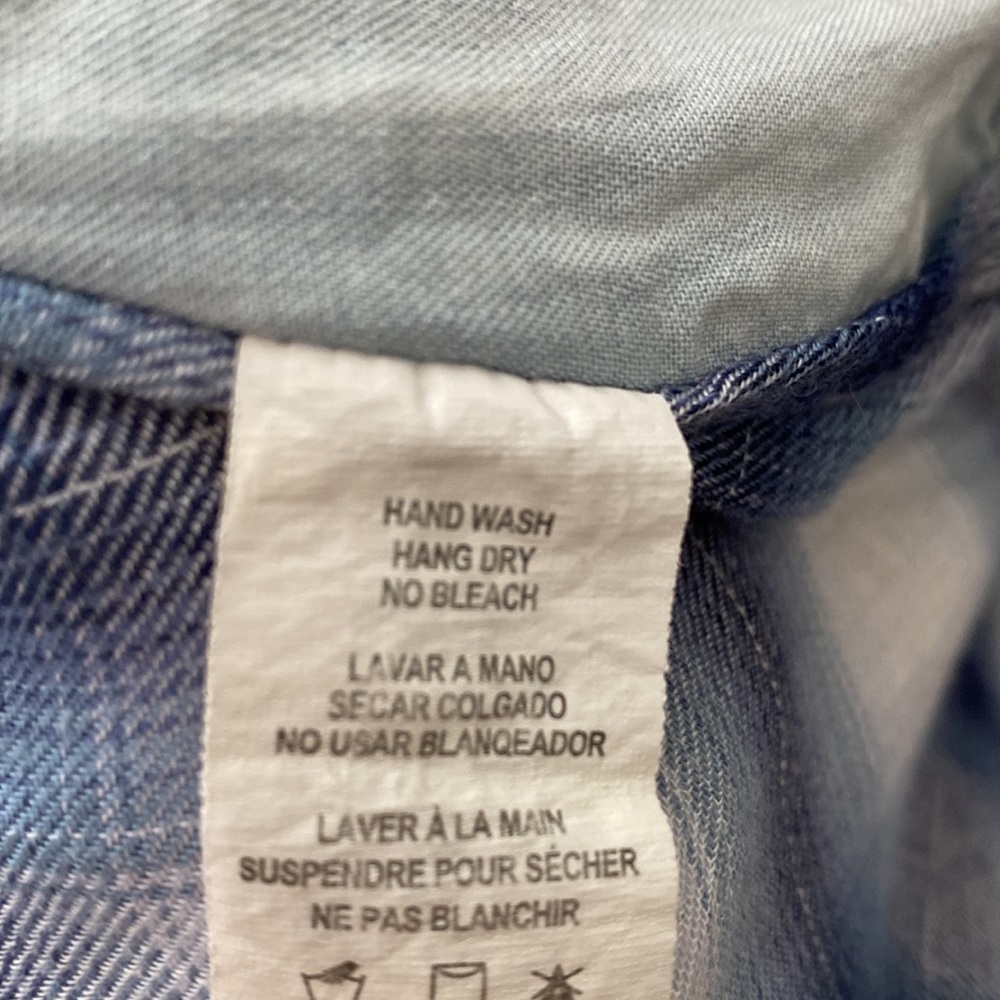 HAND WASH
HANG DRY
NO BLEACH
LAVAR A MANO
SECAR COLGADO
NO USAR BLANQEADOR
LAVER À LA MAIN
SUSPENDRE POUR SÉCHER
NE PAS BLANCHIR